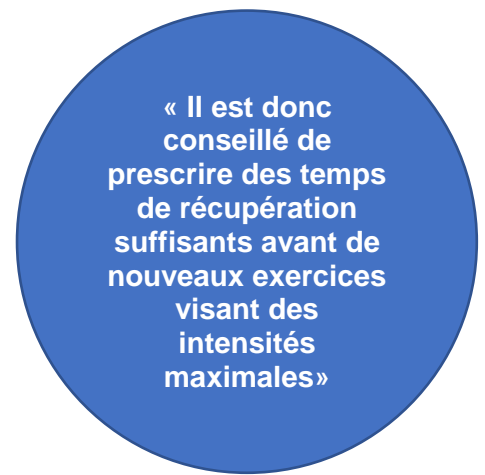 « Il est donc
conseillé de
prescrire des temps
de récupération
suffisants avant de
nouveaux exercices
visant des
intensités
maximales»